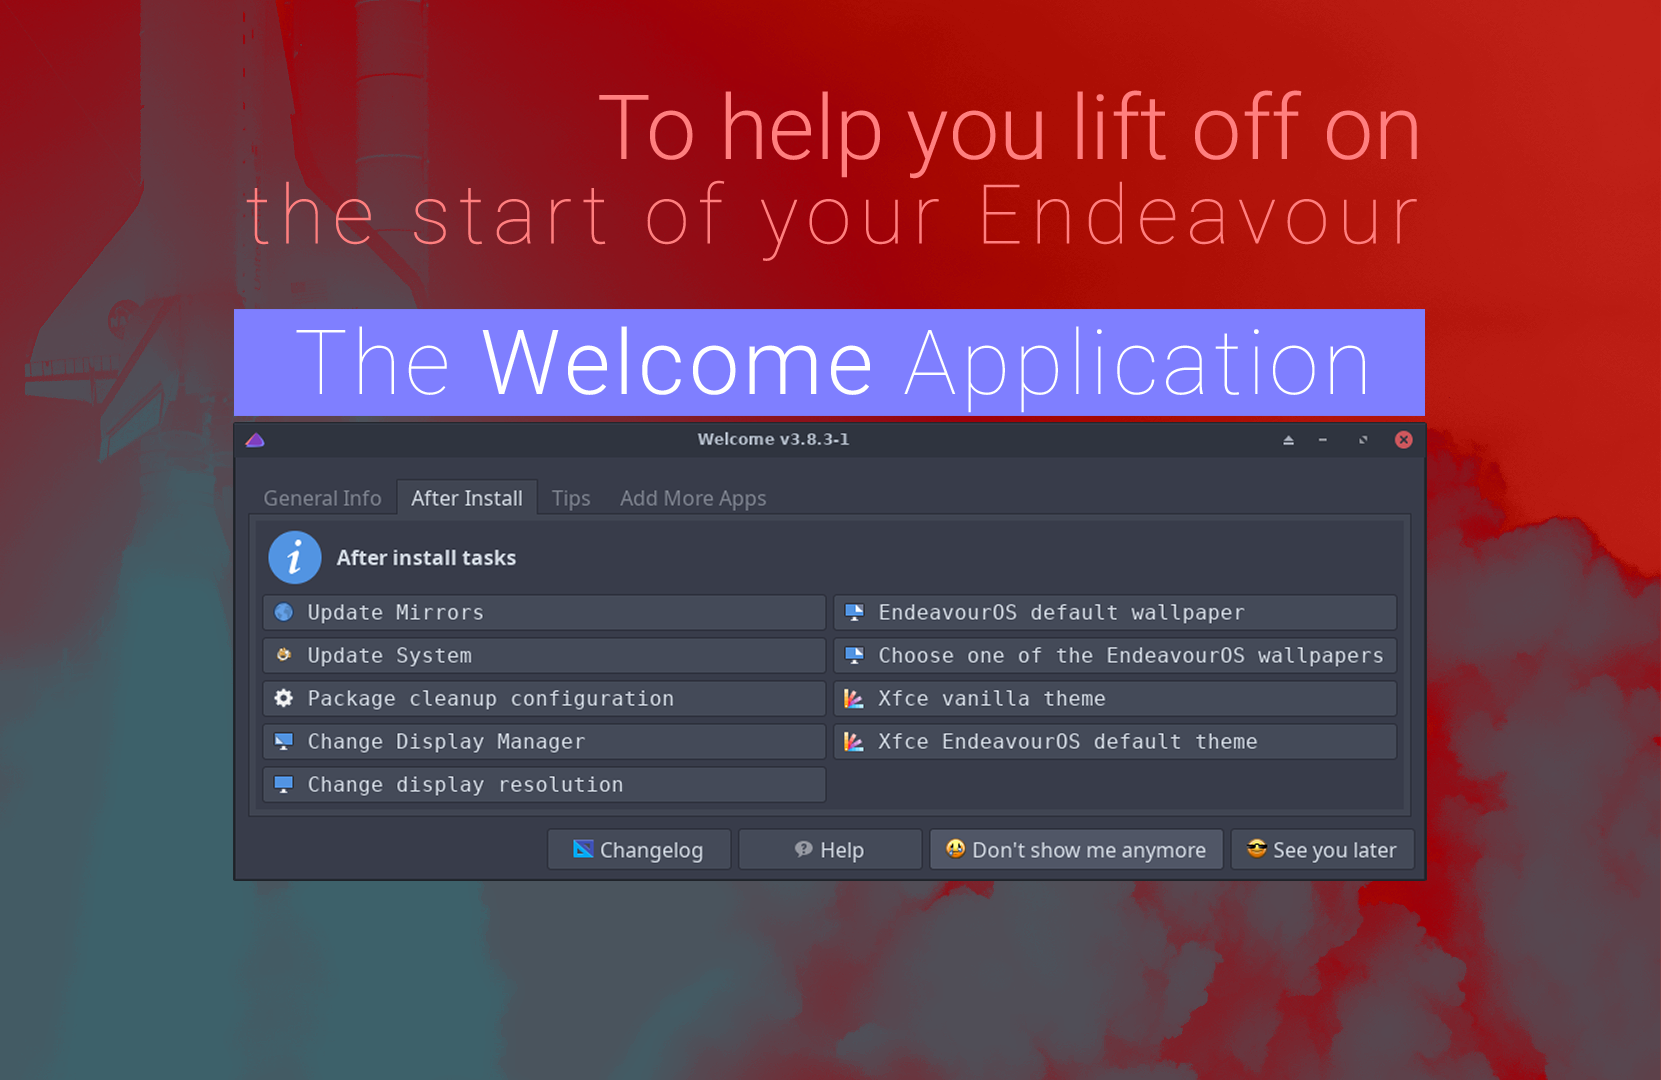 To help you lift off on
the start of your Endeavour
The Welcome Application
Welcome v3.8.3-1
General Info After Install Tips Add More Apps
After install tasks
Update Mirrors
Update System
Package cleanup configuration
Change Display Manager
Change display resolution
EndeavourOS default wallpaper
Choose one of the EndeavourOS wallpapers
Xfce vanilla theme
Xfce EndeavourOS default theme
Changelog Help Don't show me anymore See you later